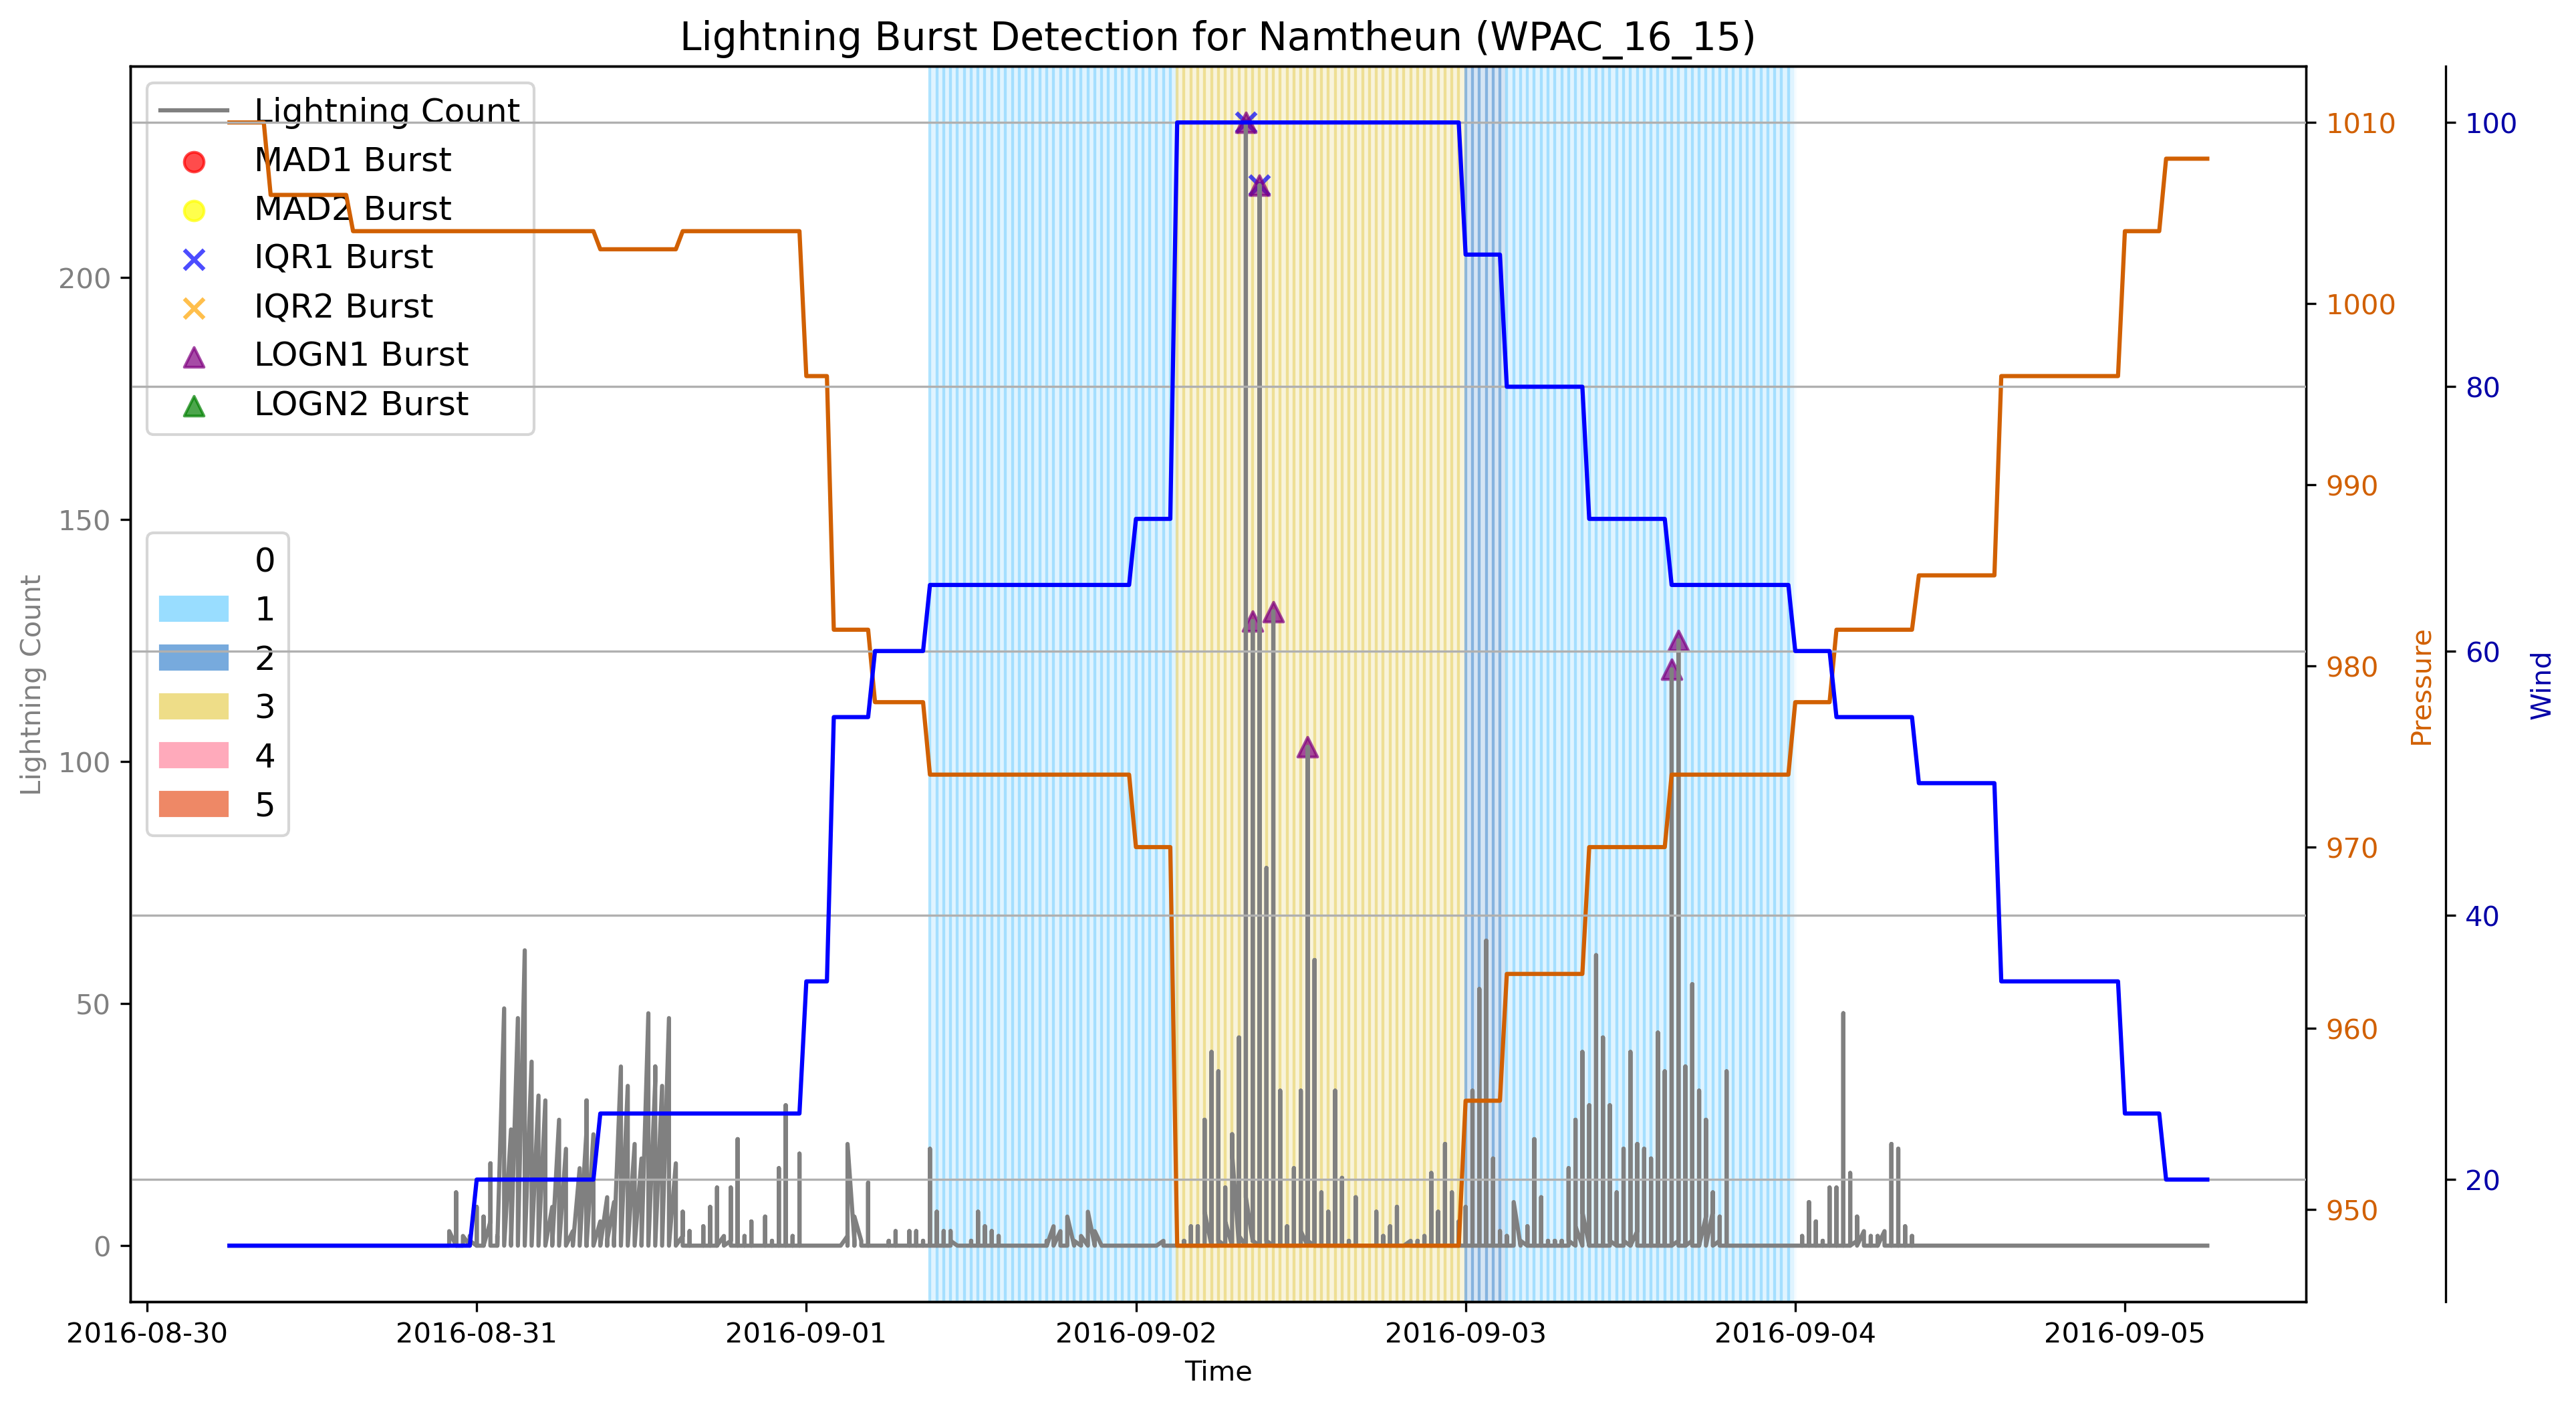 Lightning Burst Detection for Namtheun (WPAC_16_15)
Lightning Count
MAD1 Burst
MAD2 Burst
IQR1 Burst
IQR2 Burst
LOGN1 Burst
LOGN2 Burst
0
1
2
3
4
5
Lightning Count
200
150
100
50
0
2016-08-30
2016-08-31
2016-09-01
2016-09-02
2016-09-03
2016-09-04
2016-09-05
Time
1010
1000
990
980
970
960
950
Pressure
100
80
60
40
20
Wind